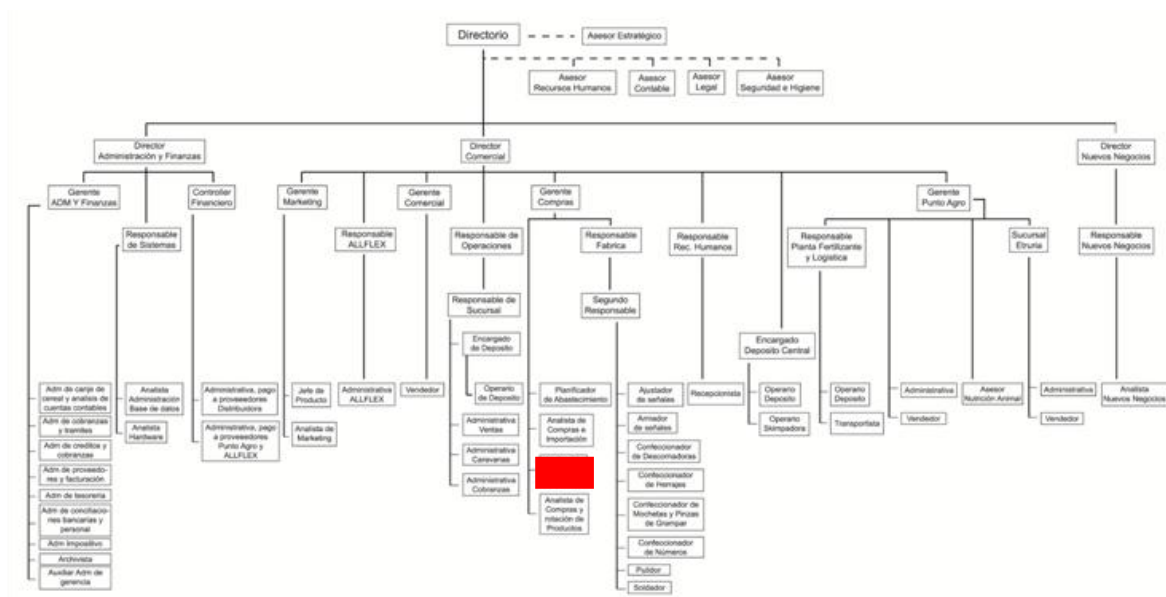 Directorio
Asesor Estratégico
Asesor
Recursos Humanos
Asesor
Contable
Asesor
Legal
Asesor
Seguridad e Higiene
Director
Administración y Finanzas
Director
Comercial
Director
Nuevos Negocios
Gerente
ADM Y Finanzas
Controller
Financiero
Gerente
Marketing
Gerente
Comercial
Gerente
Compras
Gerente
Punto Agro
Responsable
de Sistemas
Responsable
ALLFLEX
Responsable de
Operaciones
Responsable
Fabrica
Responsable
Rec. Humanos
Responsable
Planta Fertilizante
y Logistica
Sucursal
Etruria
Responsable
Nuevos Negocios
Responsable de
Sucursal
Segundo
Responsable
Encargado
de Deposito
Encargado
Deposito Central
Adm de canje de
cereal y analisis de
cuentas contables
Adm de cobranzas
y tramites
Adm de creditos y
cobranzas
Adm de proveedo-
res y facturación
Adm de tesoreria
Adm de conciliacio-
nes bancarias y
personal
Adm Impositivo
Archivista
Auxiliar Adm de
gerencia
Analista
Administración
Base de datos
Analista
Hardware
Administrativa, pago
a proveedores
Distribuidora
Administrativa, pago
a proveedores
Punto Agro y
ALLFLEX
Jefe de
Producto
Analista de
Marketing
Administrativa
ALLFLEX
Vendedor
Operario
de Deposito
Administrativa
Ventas
Administrativa
Caravanas
Administrativa
Cobranzas
Planificador
de Abastecimiento
Analista de
Compras e
Importación
Analista de
Compras y
rotación de
Productos
Ajustador
de señales
Armador
de señales
Confeccionador
de Descornadoras
Confeccionador
de Herrajes
Confeccionador de
Mochetas y Pinzas
de Grampar
Confeccionador
de Números
Pulidor
Soldador
Recepcionista
Operario
Deposito
Operario
Skimpadora
Operario
Deposito
Transportista
Administrativa
Vendedor
Asesor
Nutrición Animal
Administrativa
Vendedor
Analista
Nuevos Negocios